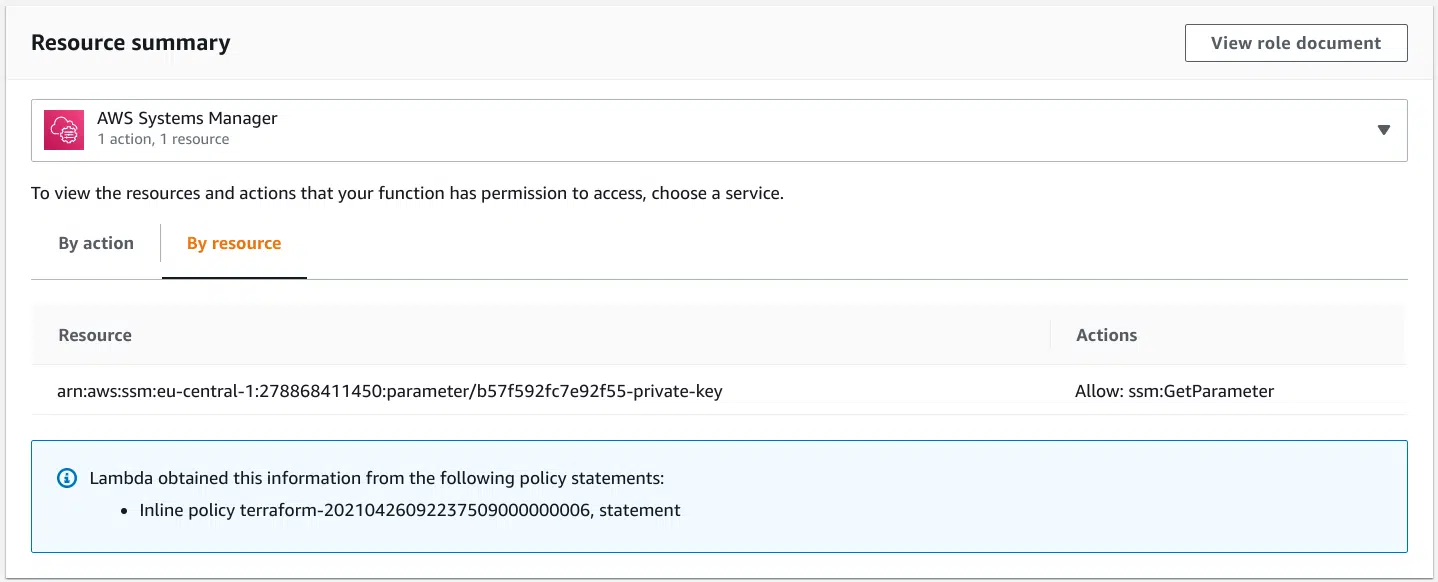 Resource summary
View role document
AWS Systems Manager
1 action, 1 resource
To view the resources and actions that your function has permission to access, choose a service.
By action
By resource
Resource
Actions
arn:aws:ssm:eu-central-1:278868411450:parameter/b57f592fc7e92f55-private-key
Allow: ssm:GetParameter
Lambda obtained this information from the following policy statements:
• Inline policy terraform-20210426092237509000000006, statement